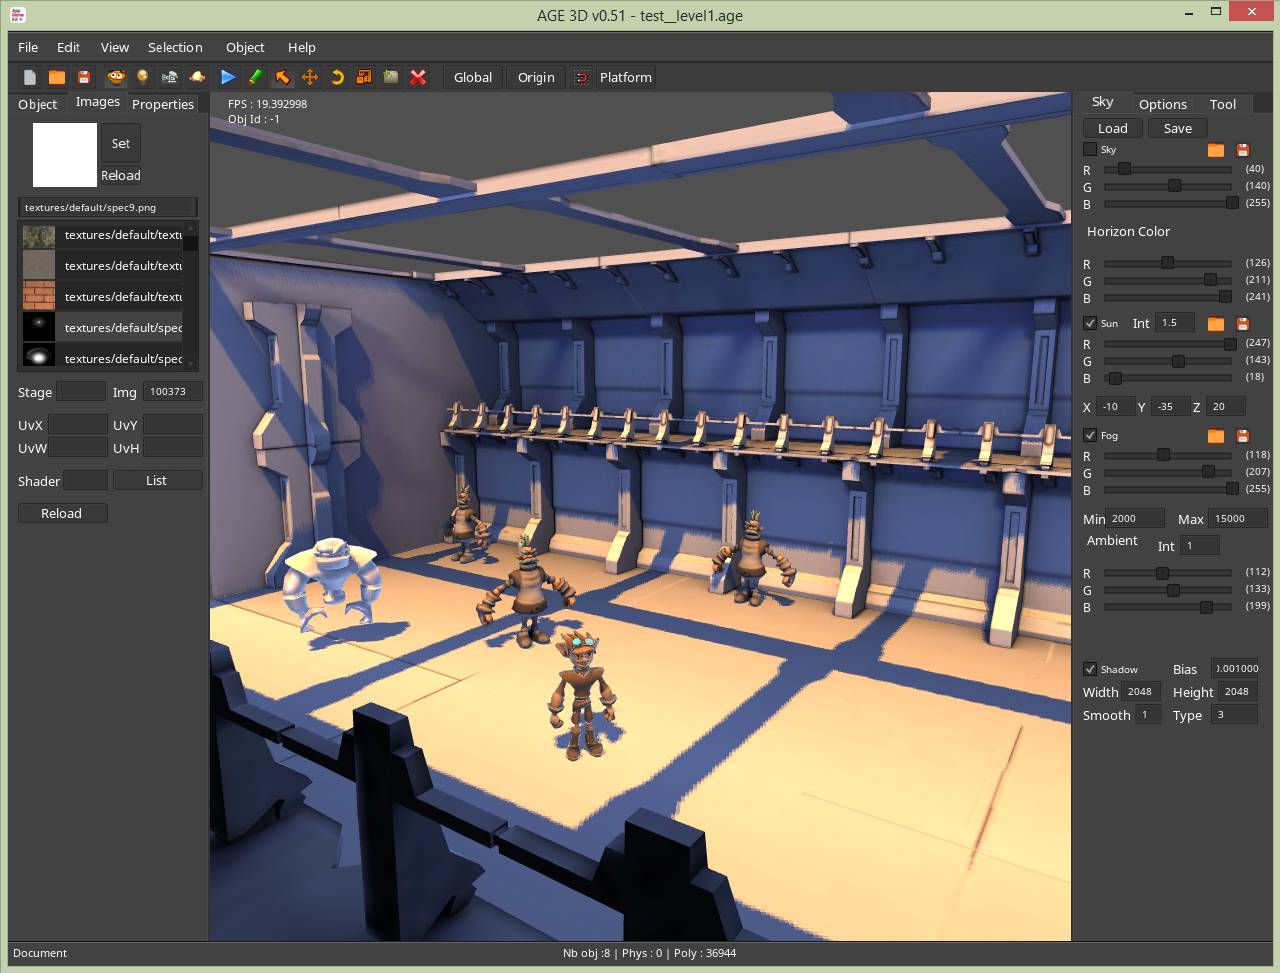 AGE 3D v0.51 - test_level1.age
File Edit View Selection Object Help
Global Origin Platform
Object Images Properties
Set
Reload
textures/default/spec9.png
textures/default/textu
textures/default/textu
textures/default/textu
textures/default/spec
textures/default/spec
Stage Img 100373
UvX UvY
UvW UvH
Shader List
Reload
FPS : 19.392998
Obj Id : -1
Sky Options Tool
Load Save
Sky
R (40)
G (140)
B (255)
Horizon Color
R (126)
G (211)
B (241)
Sun Int 1.5
R (247)
G (143)
B (18)
X -10 Y -35 Z 20
Fog
R (118)
G (207)
B (255)
Min 2000 Max 15000
Ambient Int 1
R (112)
G (133)
B (199)
Shadow Bias 0.001000
Width 2048 Height 2048
Smooth 1 Type 3
Document Nb obj :8 | Phys : 0 | Poly : 36944